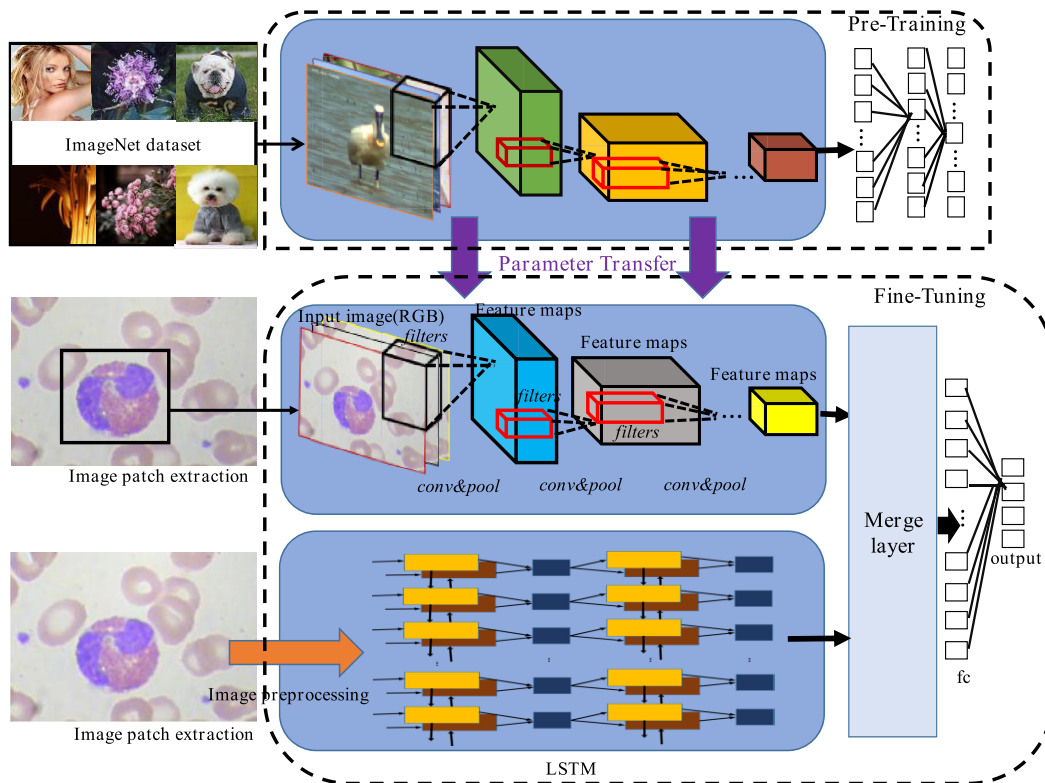 Pre-Training
ImageNet dataset
...
Parameter Transfer
Fine-Tuning
Input image(RGB)
filters
Feature maps
Feature maps
Feature maps
filters
filters
...
conv&pool
conv&pool
conv&pool
Image patch extraction
Merge
layer
output
fc
Image preprocessing
Image patch extraction
LSTM